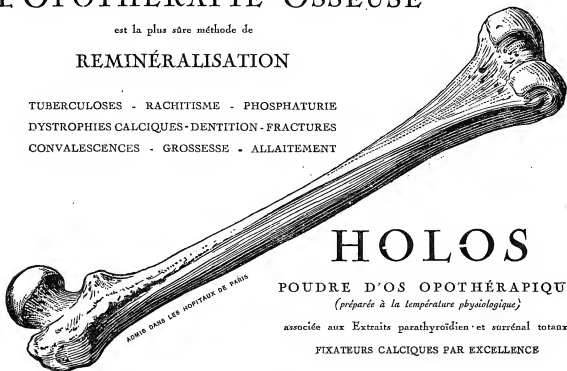 L'OPOTHÉRAPIE OSSEUSE
est la plus sûre méthode de
REMINÉRALISATION
TUBERCULOSES - RACHITISME - PHOSPHATURIE
DYSTROPHIES CALCIQUES - DENTITION - FRACTURES
CONVALESCENCES - GROSSESSE - ALLAITEMENT
ADMIS DANS LES HOPITAUX DE PARIS
HOLOS
POUDRE D'OS OPOTHÉRAPIQU
(préparée à la température physiologique)
associée aux Extraits parathyroïdien et surrénal totaux
FIXATEURS CALCIQUES PAR EXCELLENCE